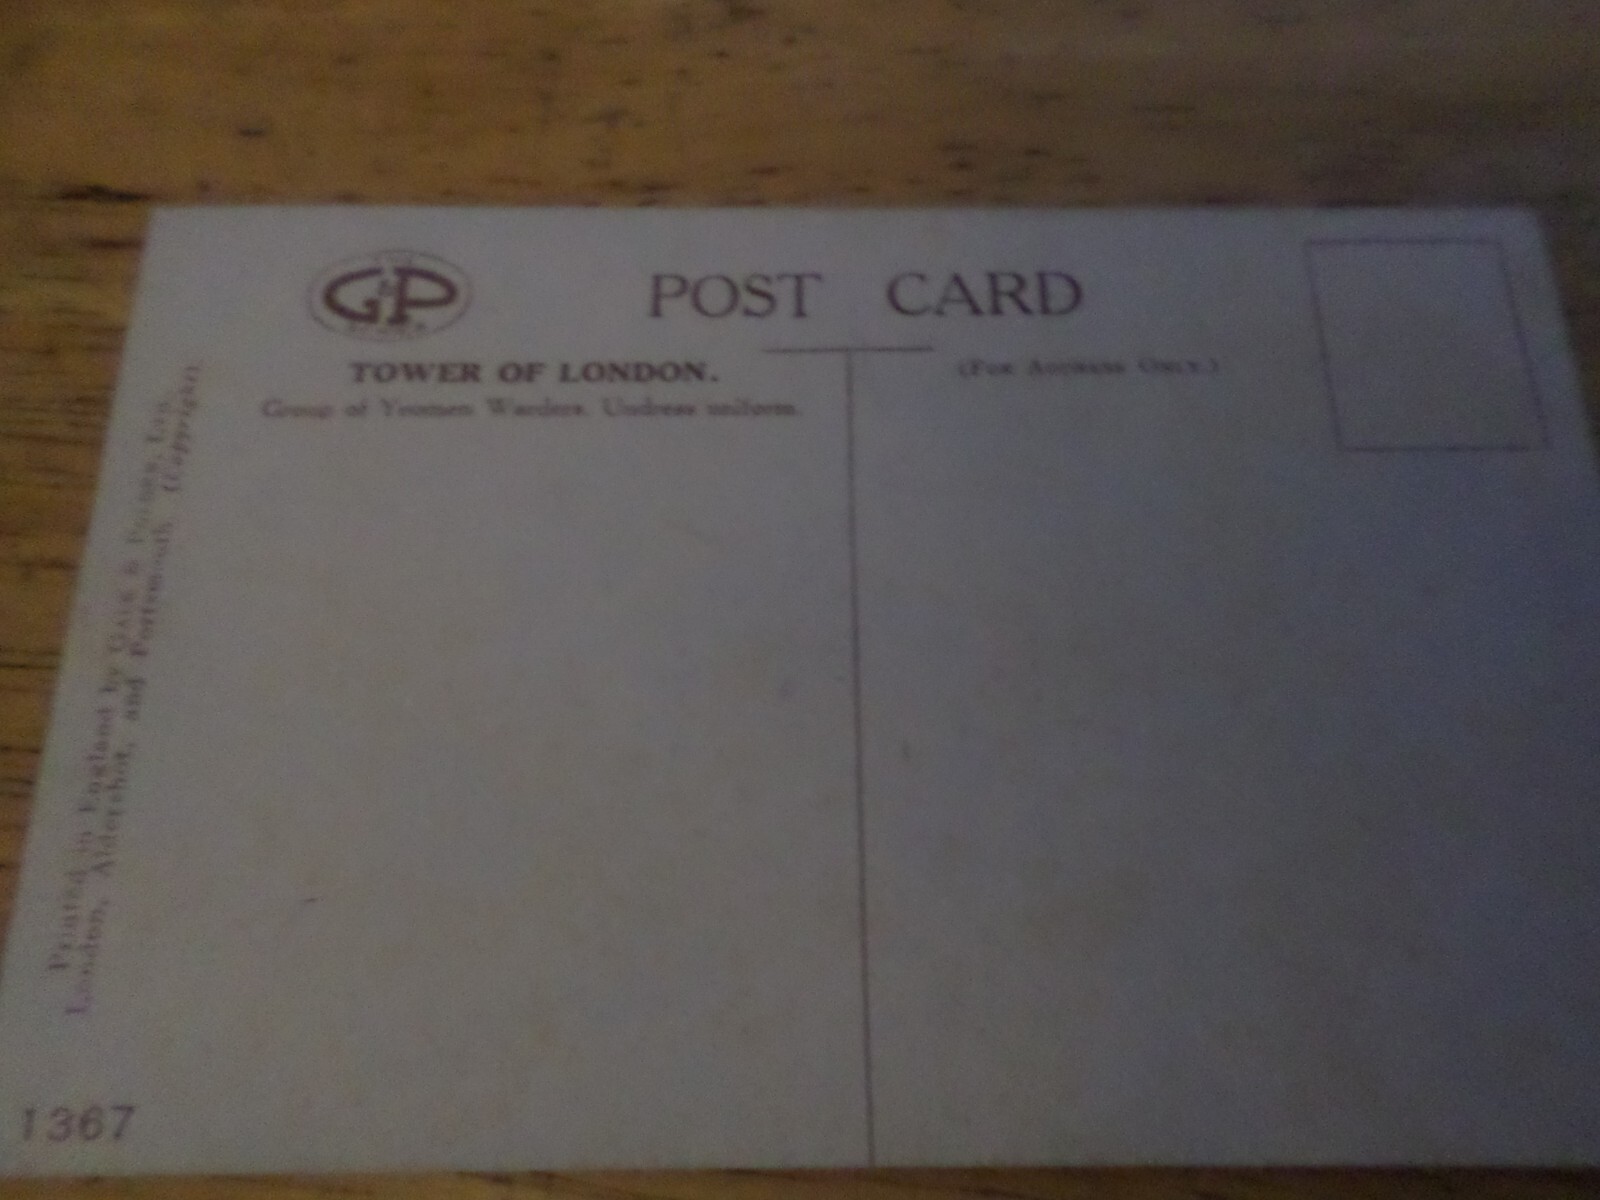 G&P
POST CARD
TOWER OF LONDON.
Group of Yeomen Warders. Undress uniform.
(For Address Only.)
Printed in England by Gale & Polden, Ltd.,
London, Aldershot, and Portsmouth. (Copyright).
1367